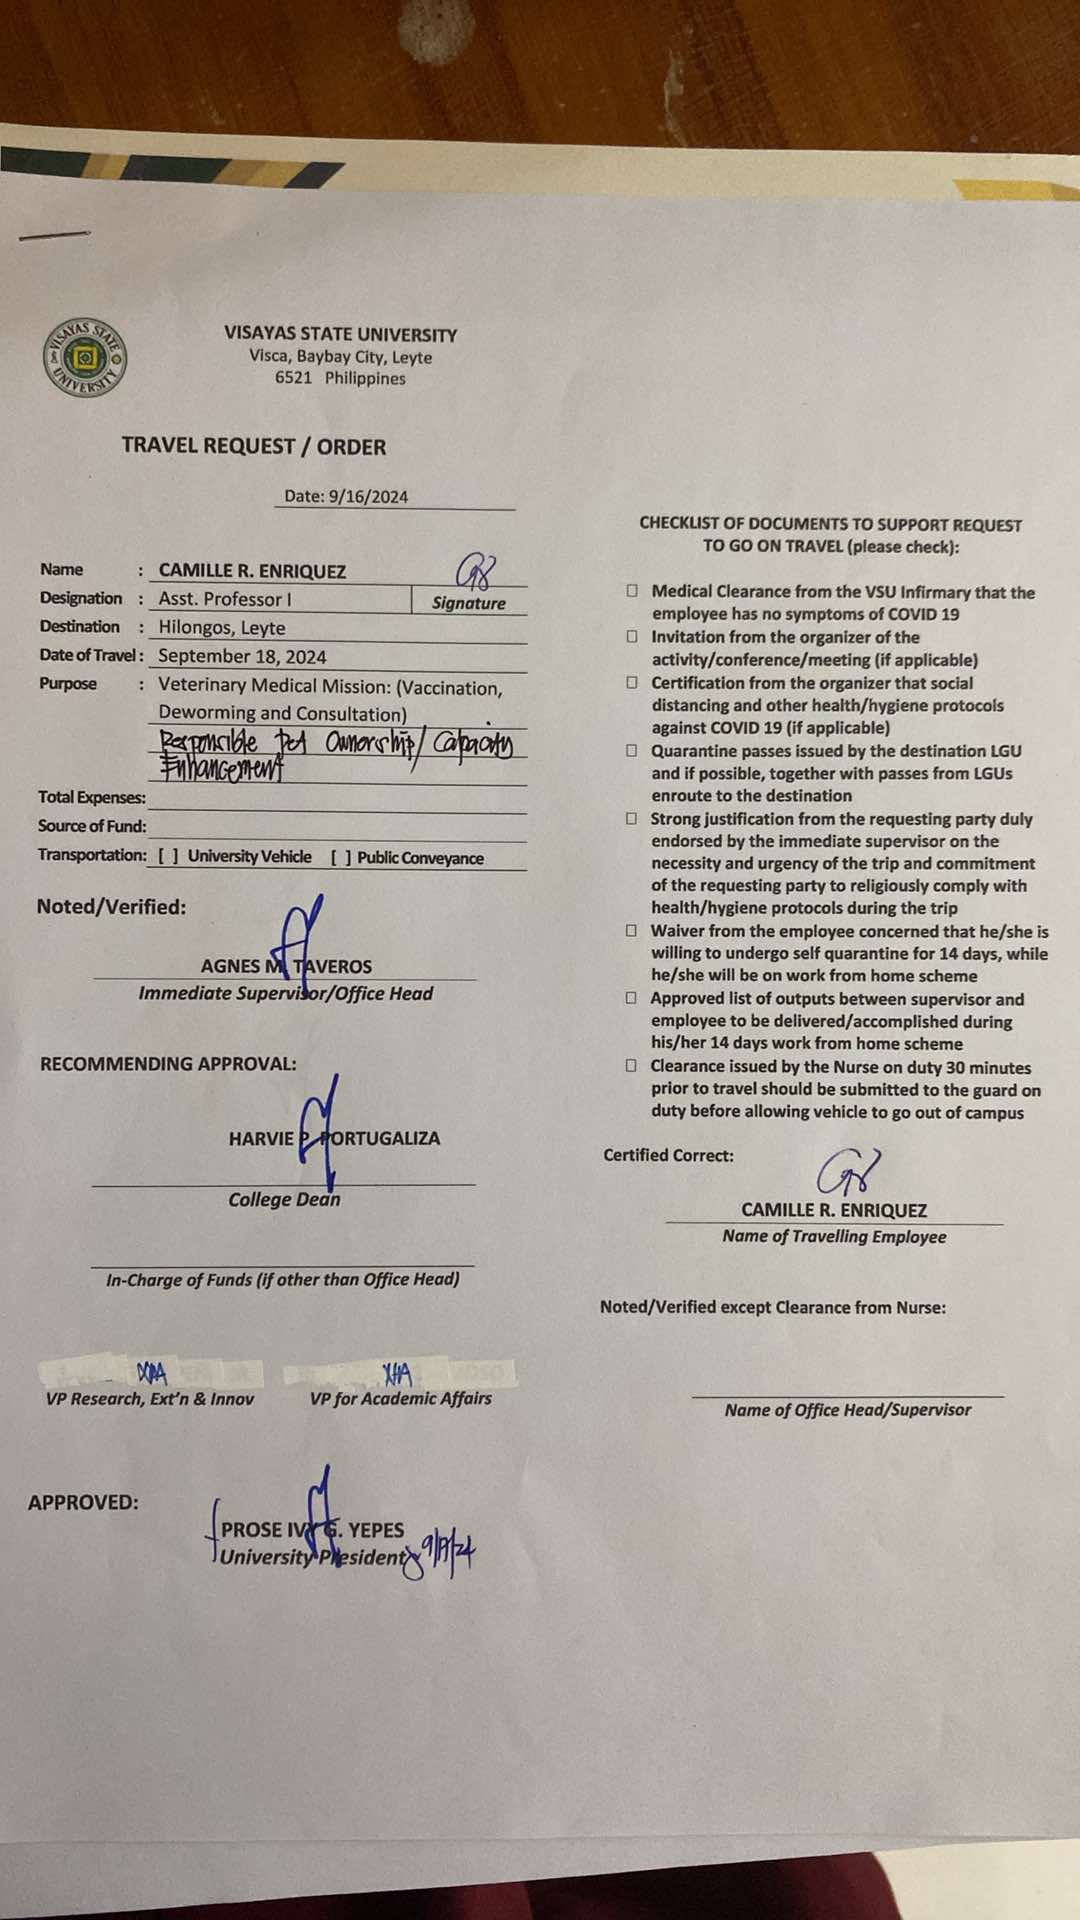 VISAYAS STATE UNIVERSITY
VISAYAS STATE UNIVERSITY
Visca, Baybay City, Leyte
6521 Philippines
TRAVEL REQUEST / ORDER
Date: 9/16/2024
Name : CAMILLE R. ENRIQUEZ
Designation : Asst. Professor I Signature
Destination : Hilongos, Leyte
Date of Travel : September 18, 2024
Purpose : Veterinary Medical Mission: (Vaccination,
Deworming and Consultation)
Responsible Pet Ownership/ Capacity
Enhancement
Total Expenses:
Source of Fund:
Transportation: [ ] University Vehicle [ ] Public Conveyance
Noted/Verified:
AGNES M. TAVEROS
Immediate Supervisor/Office Head
RECOMMENDING APPROVAL:
HARVIE P. PORTUGALIZA
College Dean
In-Charge of Funds (if other than Office Head)
VP Research, Ext'n & Innov VP for Academic Affairs
APPROVED:
PROSE IVY G. YEPES
University President
CHECKLIST OF DOCUMENTS TO SUPPORT REQUEST
TO GO ON TRAVEL (please check):
☐ Medical Clearance from the VSU Infirmary that the
employee has no symptoms of COVID 19
☐ Invitation from the organizer of the
activity/conference/meeting (if applicable)
☐ Certification from the organizer that social
distancing and other health/hygiene protocols
against COVID 19 (if applicable)
☐ Quarantine passes issued by the destination LGU
and if possible, together with passes from LGUs
enroute to the destination
☐ Strong justification from the requesting party duly
endorsed by the immediate supervisor on the
necessity and urgency of the trip and commitment
of the requesting party to religiously comply with
health/hygiene protocols during the trip
☐ Waiver from the employee concerned that he/she is
willing to undergo self quarantine for 14 days, while
he/she will be on work from home scheme
☐ Approved list of outputs between supervisor and
employee to be delivered/accomplished during
his/her 14 days work from home scheme
☐ Clearance issued by the Nurse on duty 30 minutes
prior to travel should be submitted to the guard on
duty before allowing vehicle to go out of campus
Certified Correct:
CAMILLE R. ENRIQUEZ
Name of Travelling Employee
Noted/Verified except Clearance from Nurse:
Name of Office Head/Supervisor